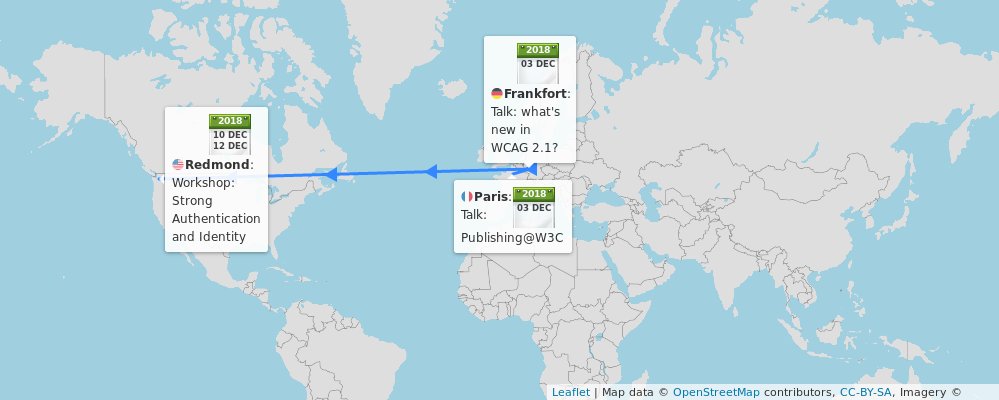 2018
03 DEC
Frankfort:
Talk: what's
new in
WCAG 2.1?
2018
10 DEC
12 DEC
Redmond:
Workshop:
Strong
Authentication
and Identity
Paris:
2018
03 DEC
Talk:
Publishing@W3C
Leaflet | Map data © OpenStreetMap contributors, CC-BY-SA, Imagery ©